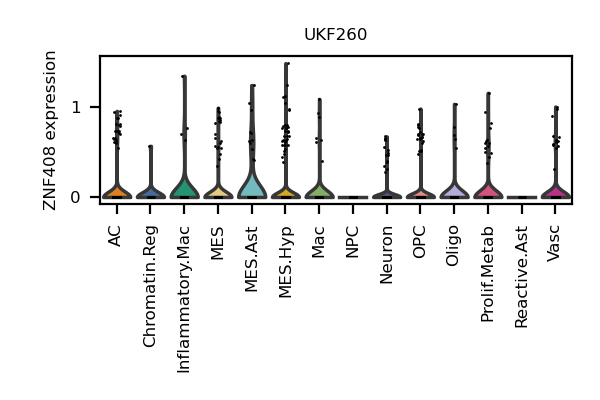 UKF260
ZNF408 expression
1
0
AC
Chromatin.Reg
Inflammatory.Mac
MES
MES.Ast
MES.Hyp
Mac
NPC
Neuron
OPC
Oligo
Prolif.Metab
Reactive.Ast
Vasc